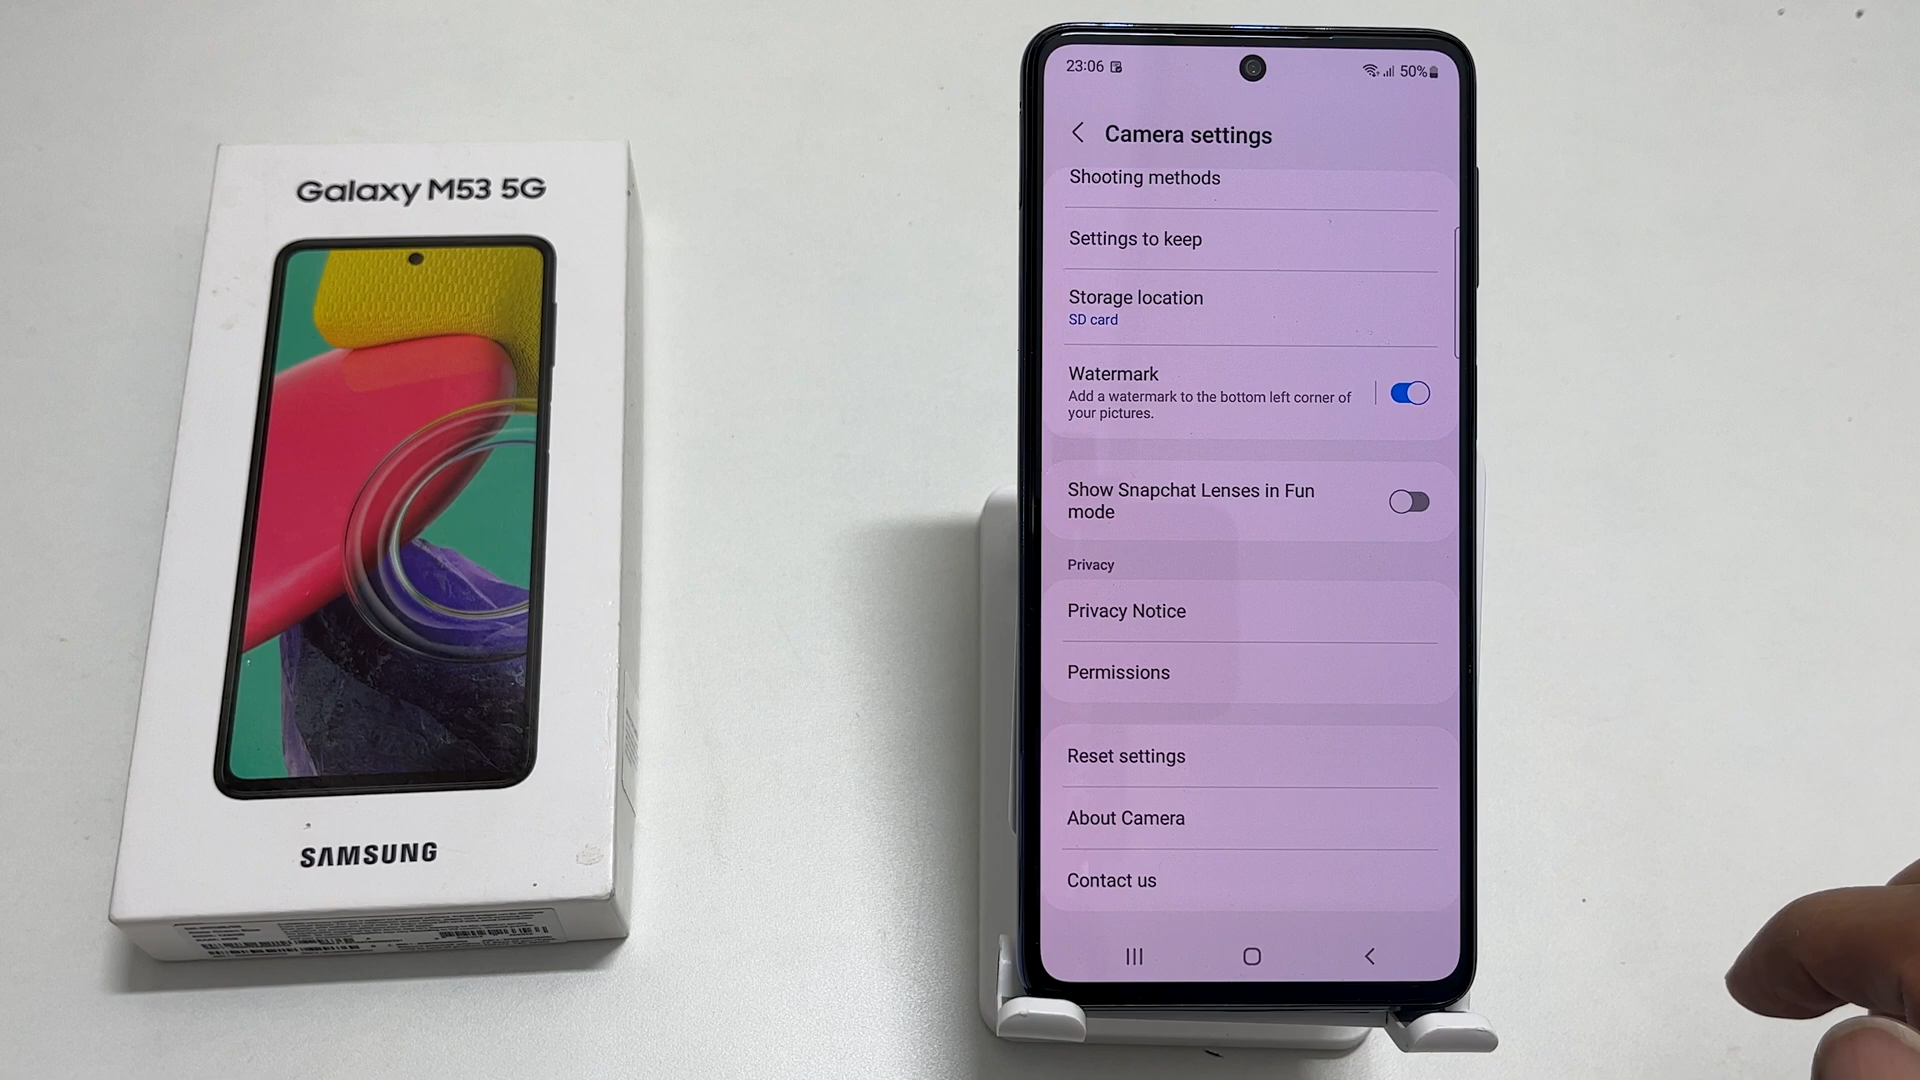 Galaxy M53 5G
SAMSUNG
23:06
50%
Camera settings
Shooting methods
Settings to keep
Storage location
SD card
Watermark
Add a watermark to the bottom left corner of
your pictures.
Show Snapchat Lenses in Fun
mode
Privacy
Privacy Notice
Permissions
Reset settings
About Camera
Contact us